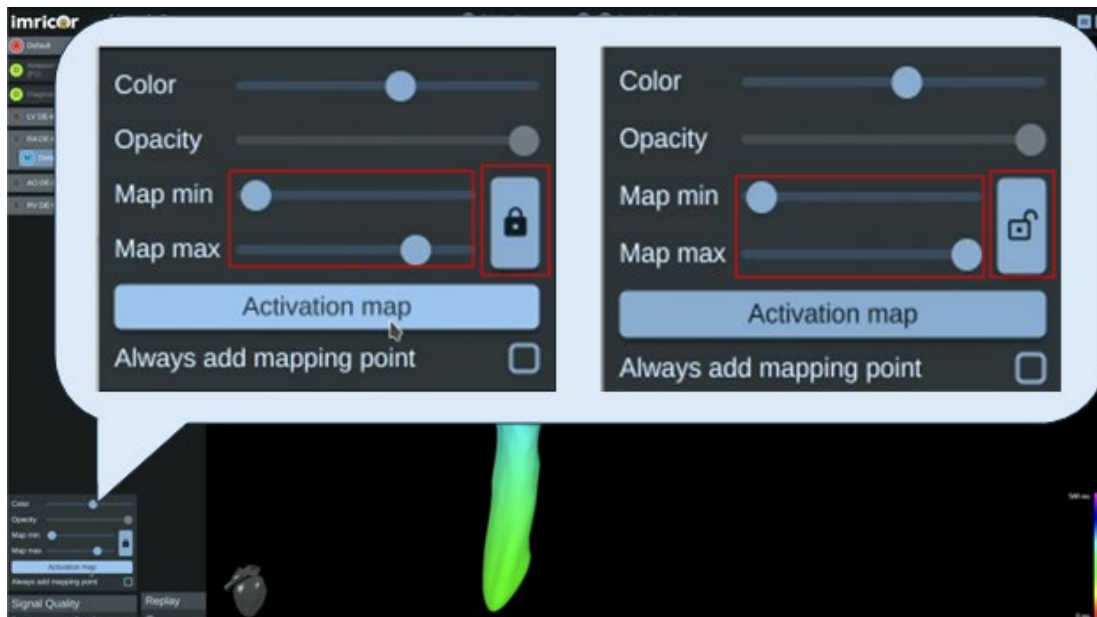 imricor
Default
Color
Opacity
Map min
Map max
Activation map
Always add mapping point
Color
Opacity
Map min
Map max
Activation map
Always add mapping point
Color
Opacity
Map min
Map max
Activation map
Always add mapping point
Signal Quality
Replay